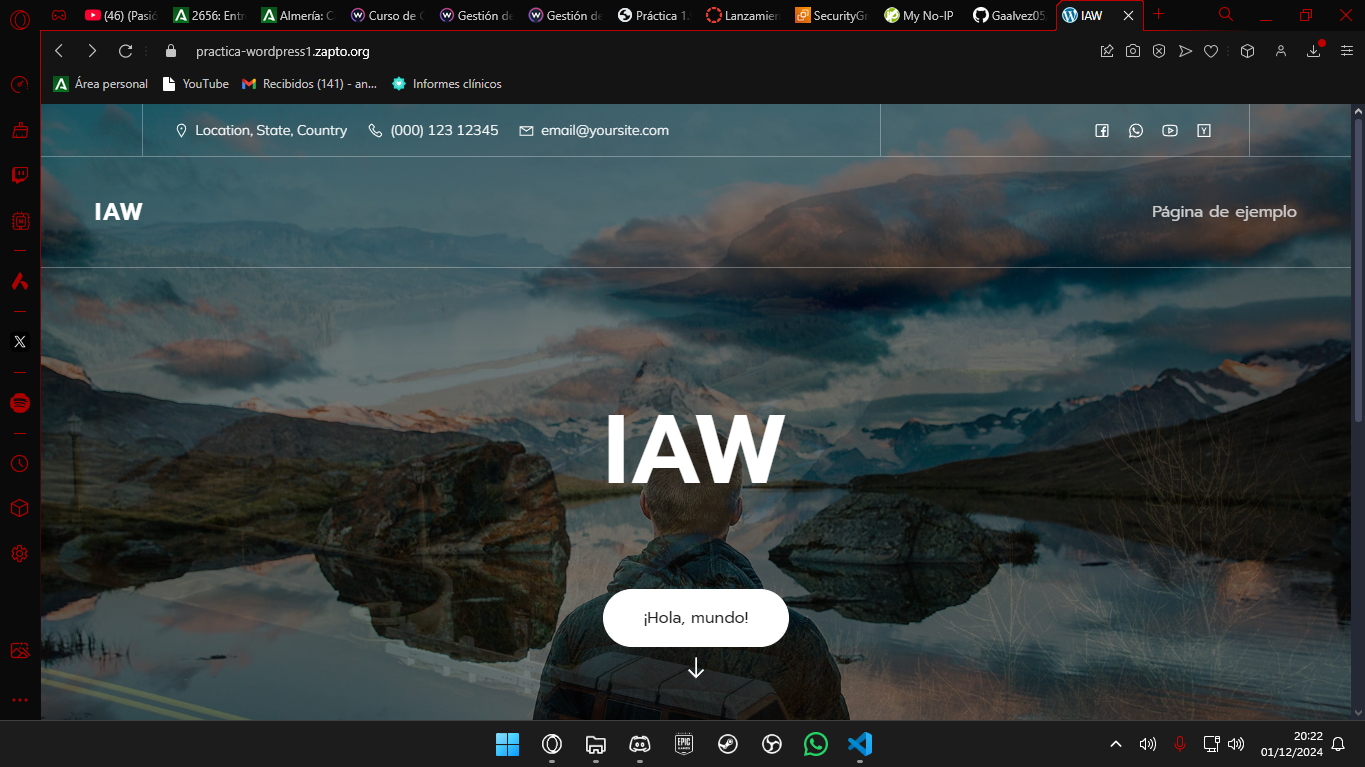 (46) (Pasió
2656: Entr
Almería: C
Curso de C
Gestión de
Gestión de
Práctica 1.
Lanzamien
SecurityGr
My No-IP
Gaalvez05
IAW
practica-wordpress1.zapto.org
Área personal
YouTube
Recibidos (141) - an...
Informes clínicos
Location, State, Country
(000) 123 12345
email@yoursite.com
IAW
Página de ejemplo
IAW
¡Hola, mundo!
20:22
01/12/2024